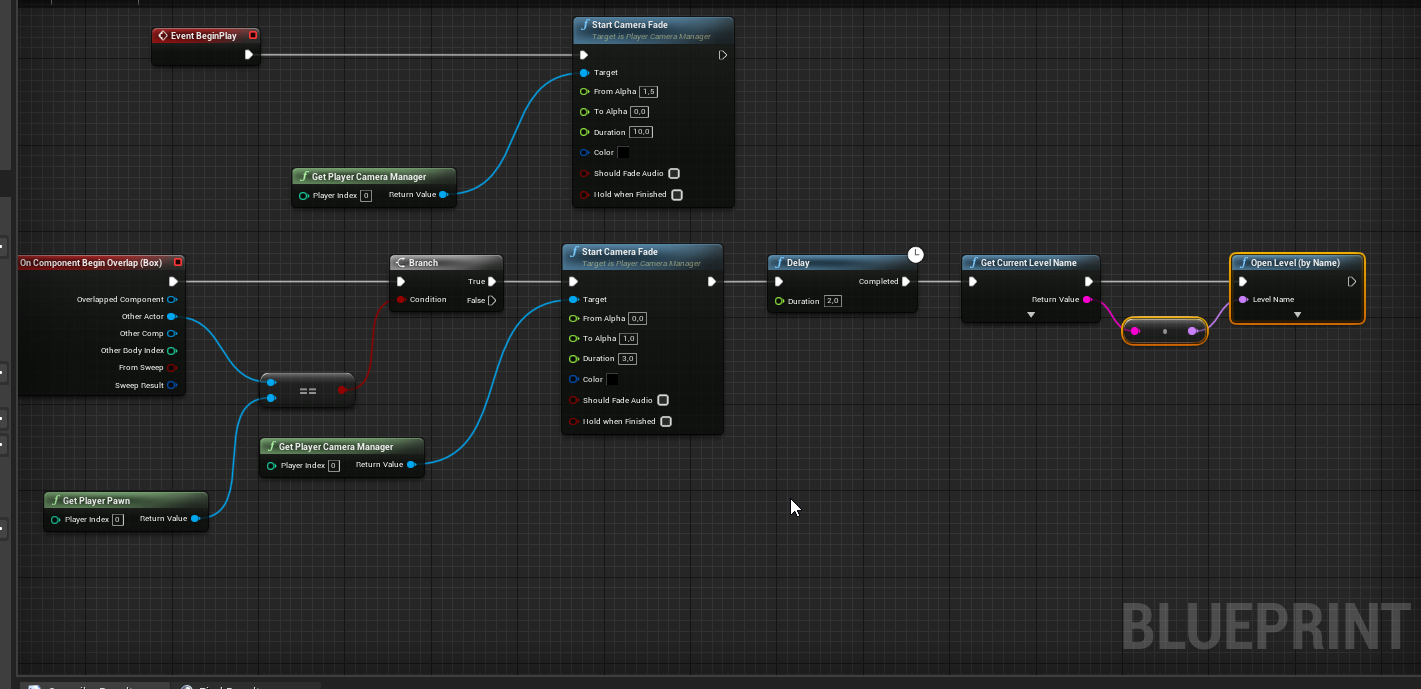 Event BeginPlay
Start Camera Fade
Target is Player Camera Manager
Target
From Alpha 1,5
To Alpha 0,0
Duration 10,0
Color
Should Fade Audio
Hold when Finished
Get Player Camera Manager
Player Index 0 Return Value
On Component Begin Overlap (Box)
Overlapped Component
Other Actor
Other Comp
Other Body Index
From Sweep
Sweep Result
==
Branch
True
Condition False
Start Camera Fade
Target is Player Camera Manager
Target
From Alpha 0,0
To Alpha 1,0
Duration 3,0
Color
Should Fade Audio
Hold when Finished
Delay
Completed
Duration 2,0
Get Current Level Name
Return Value
Open Level (by Name)
Level Name
Get Player Camera Manager
Player Index 0 Return Value
Get Player Pawn
Player Index 0 Return Value
BLUEPRINT